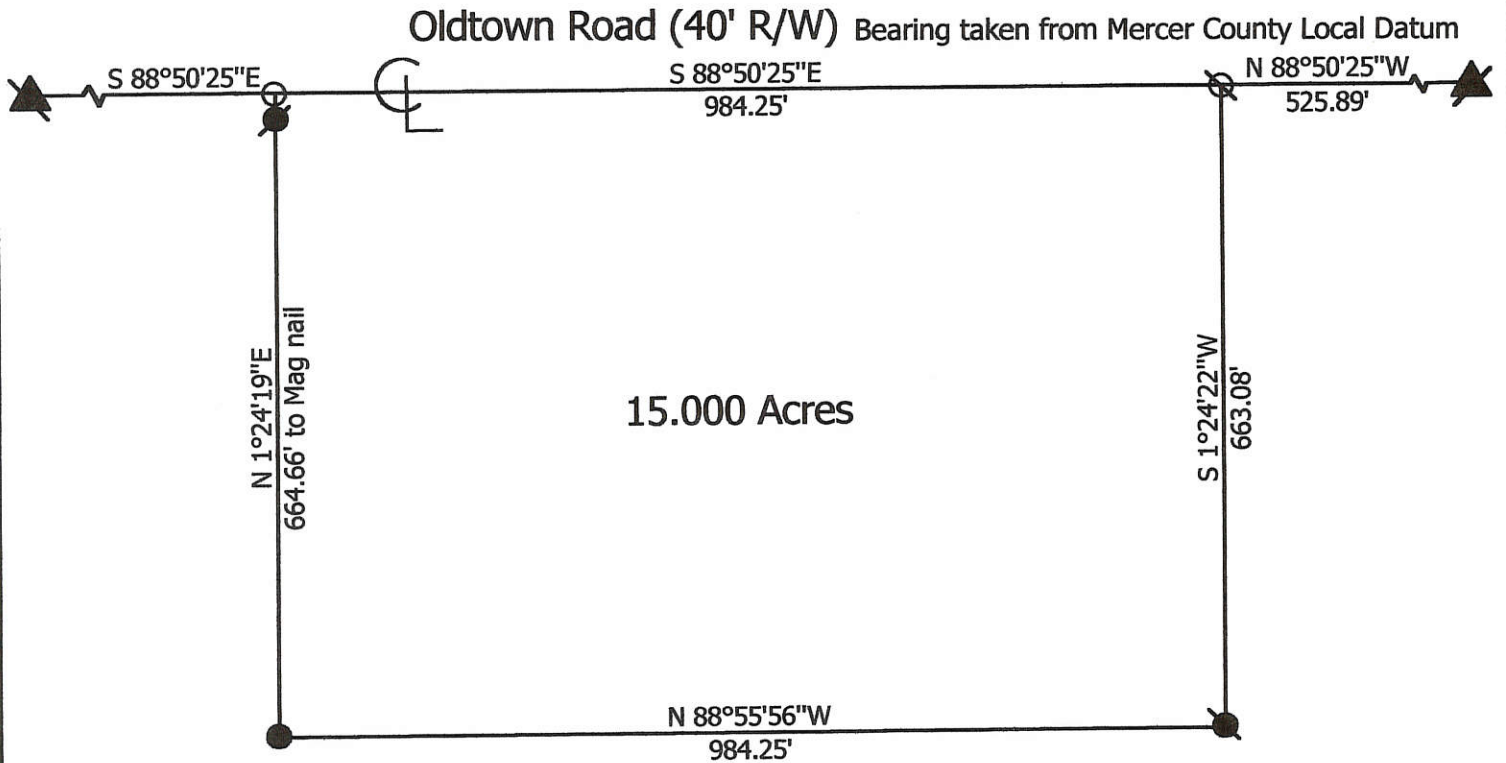 Oldtown Road (40' R/W) Bearing taken from Mercer County Local Datum
S 88°50'25"E
S 88°50'25"E
984.25'
N 88°50'25"W
525.89'
CL
N 1°24'19"E
664.66' to Mag nail
15.000 Acres
S 1°24'22"W
663.08'
N 88°55'56"W
984.25'